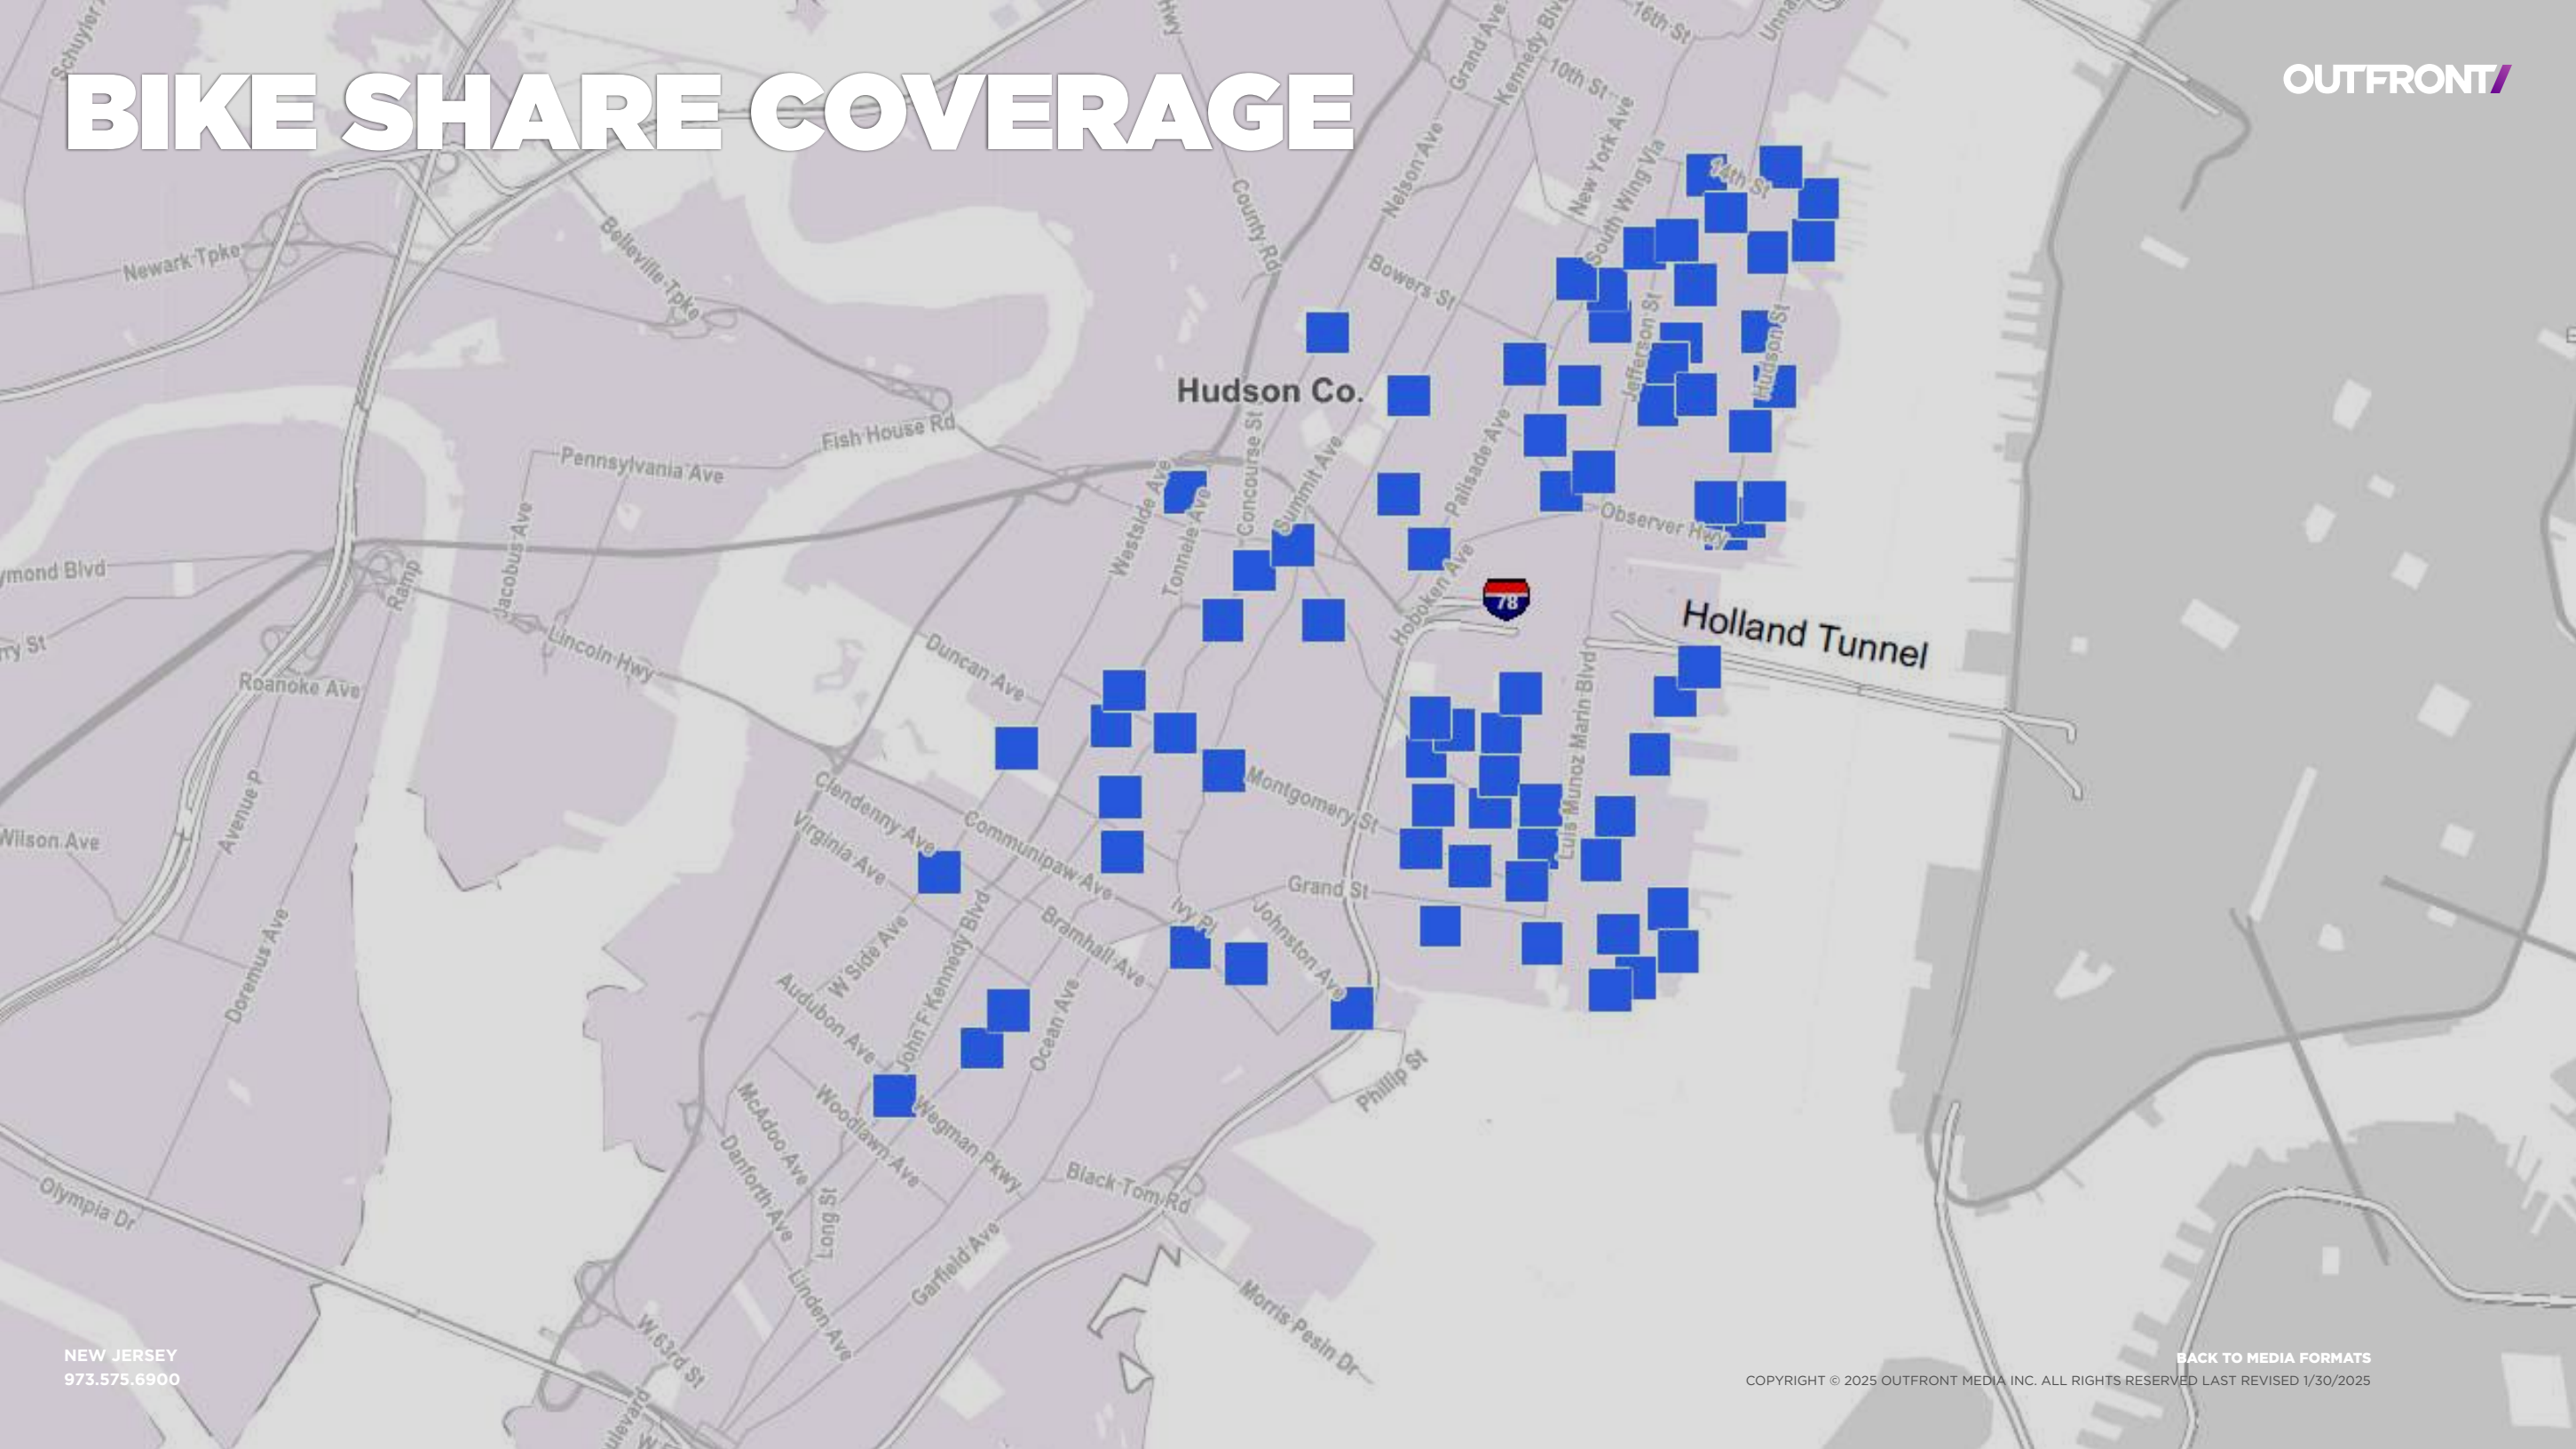 BIKE SHARE COVERAGE
OUTFRONT/
Schuyler
Hwy
Grand Ave
Kennedy Blv
16th St
10th St
New York Ave
South Wing Via
14th St
Nelson Ave
County Rd
Newark Tpke
Belleville Tpke
Bowers St
Jefferson St
Hudson St
Hudson Co.
Fish House Rd
Pennsylvania Ave
Concourse St
Summit Ave
Palisade Ave
Westside Ave
Tonnele Ave
Jacobus Ave
Observer Hwy
ymond Blvd
Ramp
Hoboken Ave
78
Holland Tunnel
rry St
Lincoln Hwy
Duncan Ave
Roanoke Ave
Luis Munoz Marin Blvd
Avenue P
Wilson Ave
Clendenny Ave
Virginia Ave
Communipaw Ave
Montgomery St
Grand St
Ivy Pl
Johnston Ave
Bramhall Ave
W Side Ave
John F Kennedy Blvd
Doremus Ave
Audubon Ave
Ocean Ave
Phillip St
McAdoo Ave
Woodlawn Ave
Wegman Pkwy
Danforth Ave
Long St
Black Tom Rd
Olympia Dr
Garfield Ave
Linden Ave
Morris Pesin Dr
W 63rd St
NEW JERSEY
973.575.6900
BACK TO MEDIA FORMATS
COPYRIGHT © 2025 OUTFRONT MEDIA INC. ALL RIGHTS RESERVED LAST REVISED 1/30/2025